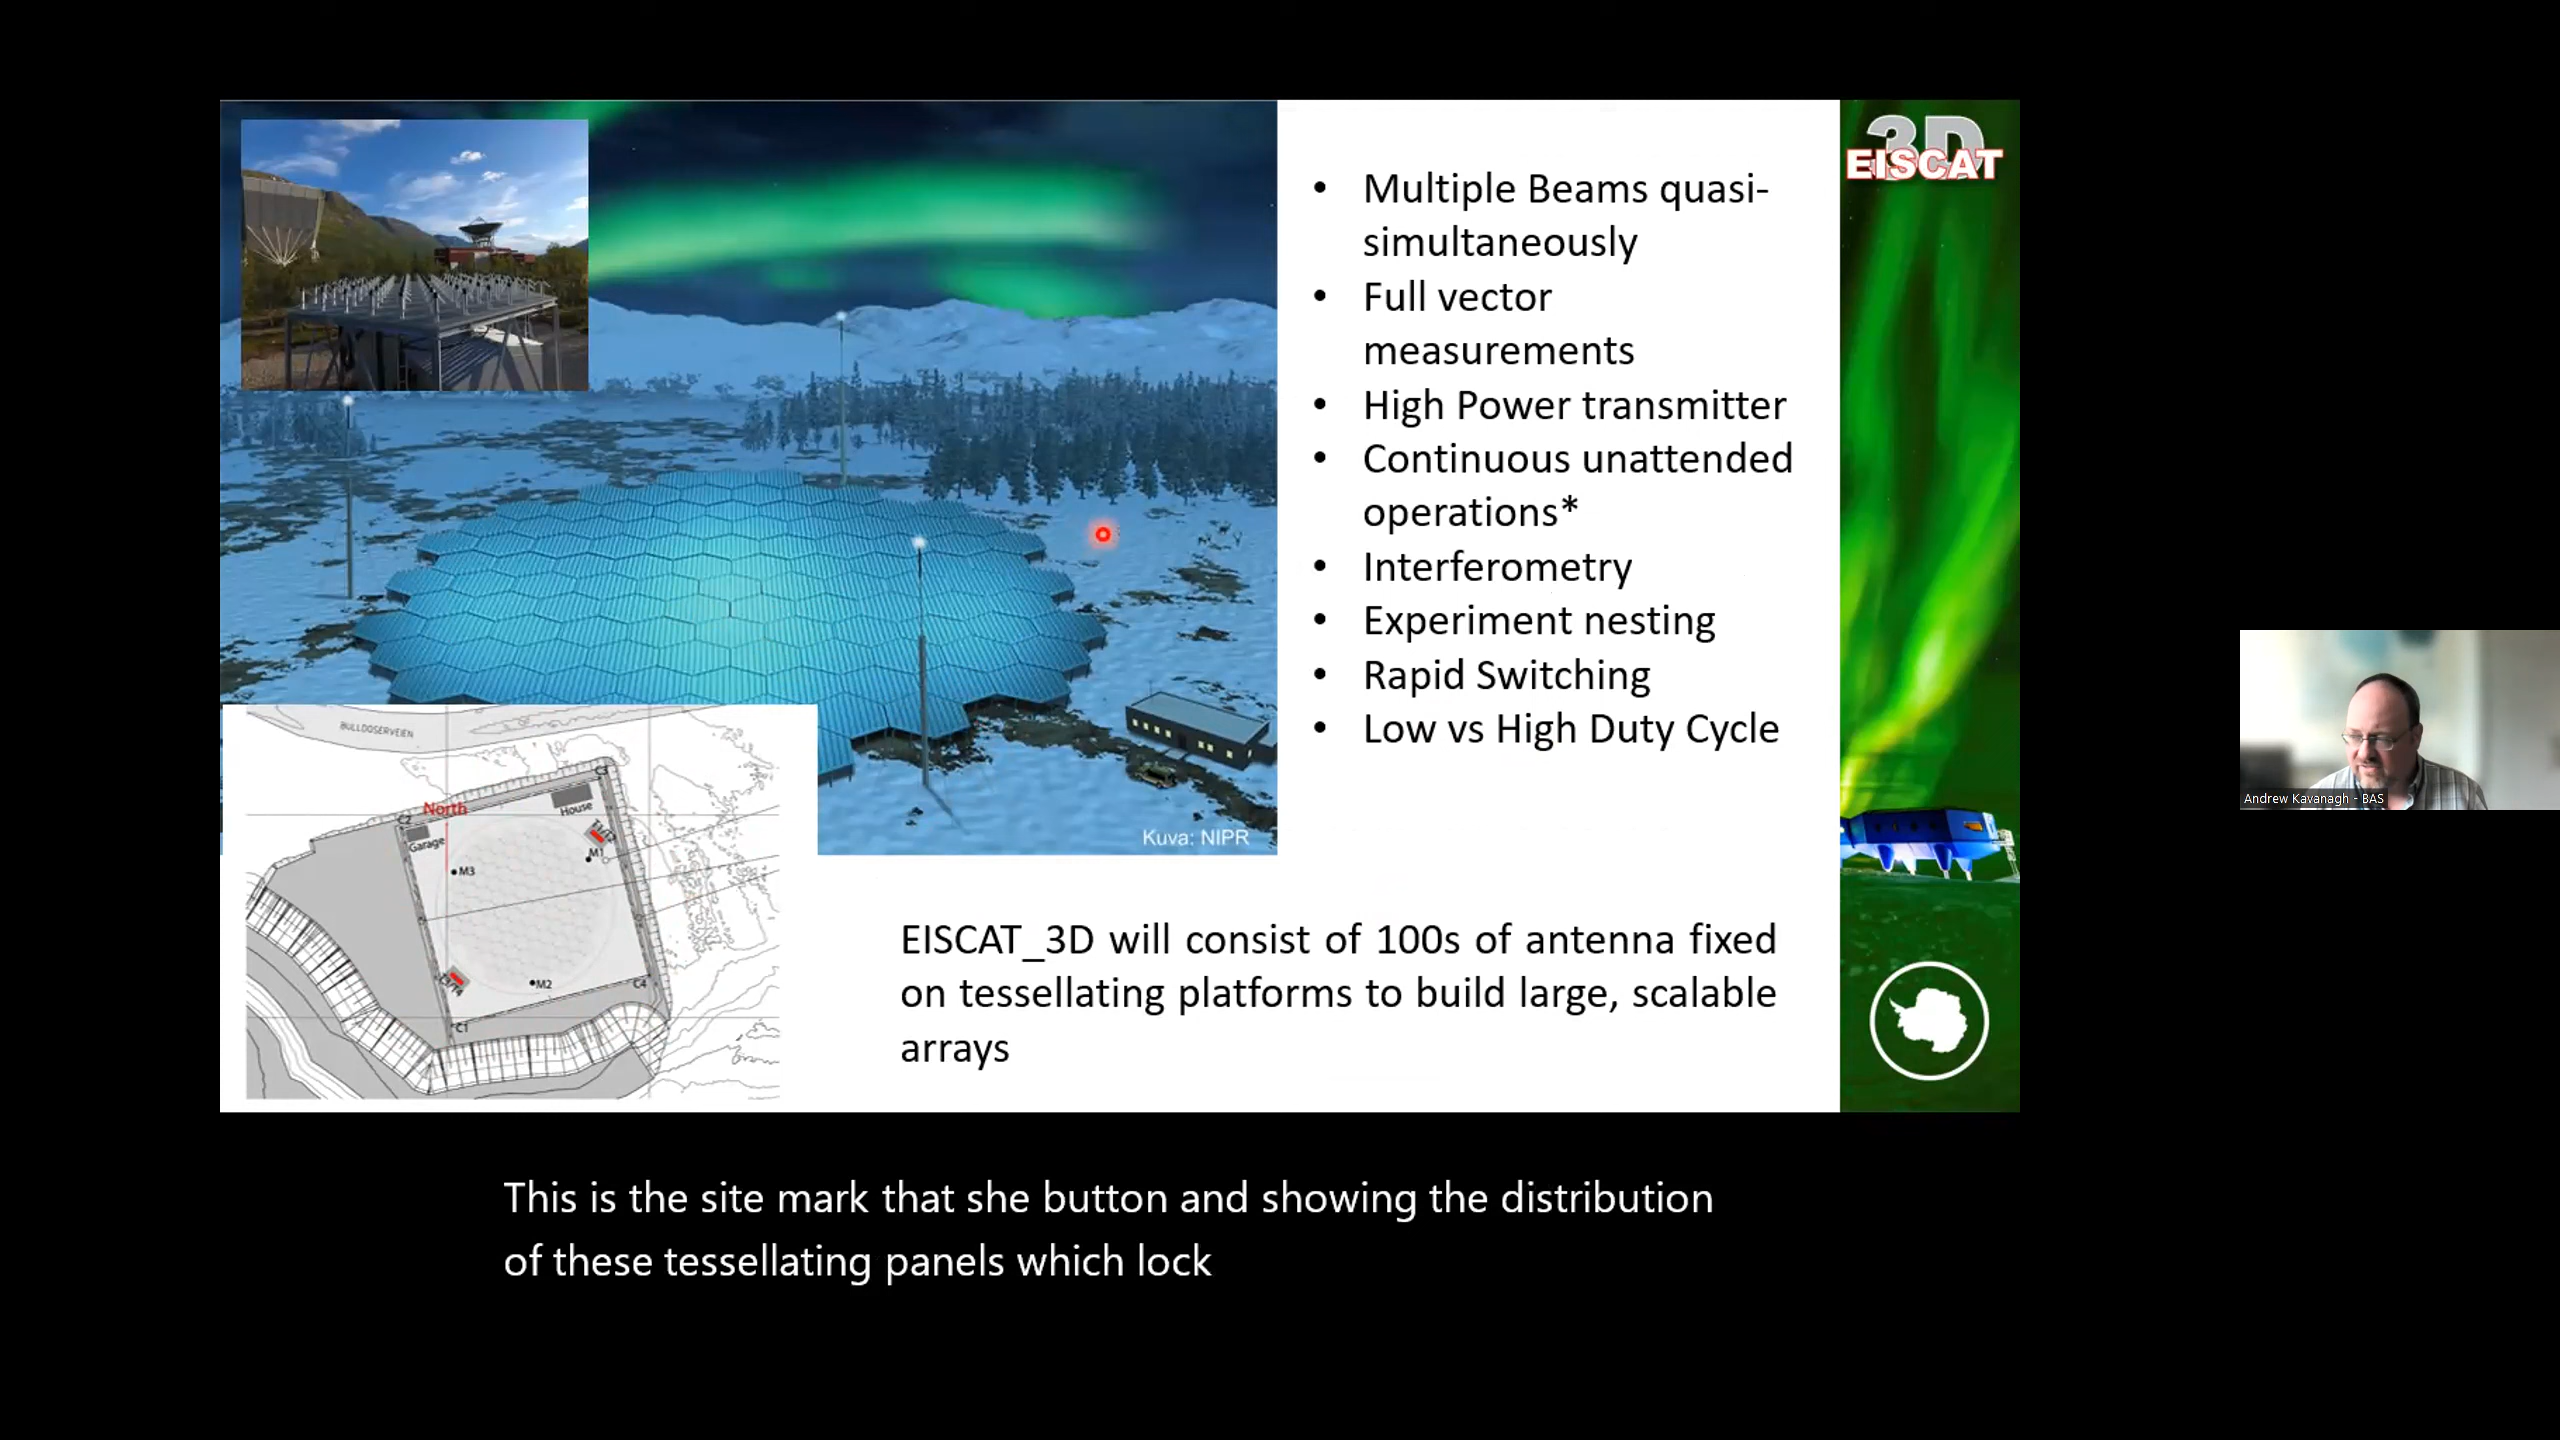 3D
EISCAT
• Multiple Beams quasi-
simultaneously
• Full vector
measurements
• High Power transmitter
• Continuous unattended
operations*
• Interferometry
• Experiment nesting
• Rapid Switching
• Low vs High Duty Cycle
Kuva: NIPR
BULLDOSERVEIEN
North
C3
House
C2
Garage
M1
M3
M2
C4
C1
EISCAT_3D will consist of 100s of antenna fixed
on tessellating platforms to build large, scalable
arrays
Andrew Kavanagh - BAS
This is the site mark that she button and showing the distribution
of these tessellating panels which lock